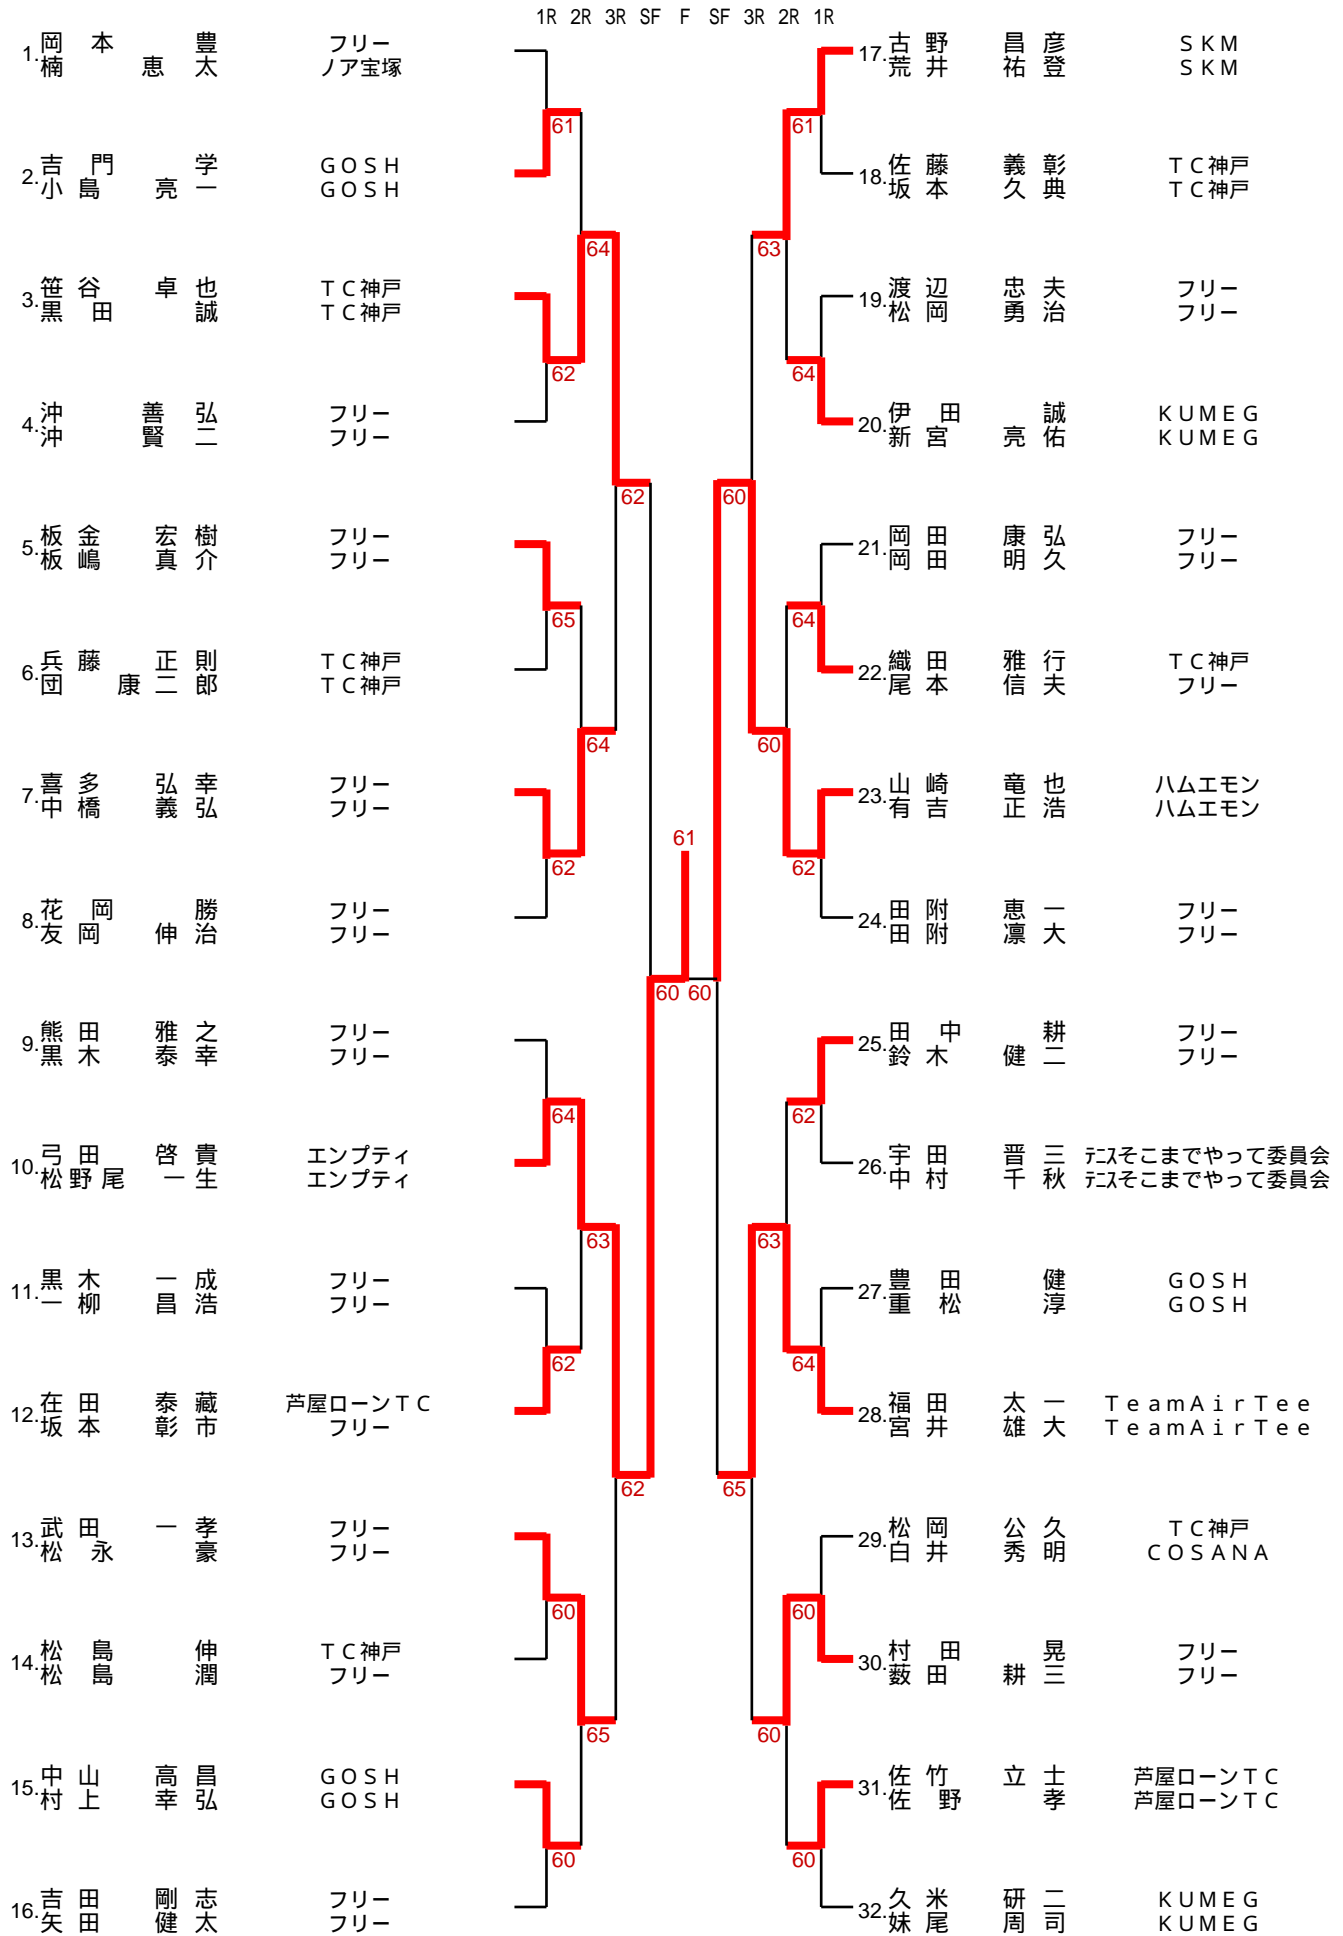 1R 2R 3R SF F SF 3R 2R 1R
1. 岡本 豊 フリー
楠 恵太 ノア宝塚
61
2. 吉門 学 GOSH
小島 亮一 GOSH
64
3. 笹谷 卓也 TC神戸
黒田 誠 TC神戸
62
4. 沖 善弘 フリー
沖 賢二 フリー
62
5. 板金 宏樹 フリー
板嶋 真介 フリー
65
6. 兵藤 正則 TC神戸
団 康二郎 TC神戸
64
7. 喜多 弘幸 フリー
中橋 義弘 フリー
62
8. 花岡 勝 フリー
友岡 伸治 フリー
61
60 60
9. 熊田 雅之 フリー
黒木 泰幸 フリー
64
10. 弓田 啓貴 エンプティ
松野尾 一生 エンプティ
63
11. 黒木 一成 フリー
一柳 昌浩 フリー
62
12. 在田 泰藏 芦屋ローンTC
坂本 彰市 フリー
62
13. 武田 一孝 フリー
松永 豪 フリー
60
14. 松島 伸 TC神戸
松島 潤 フリー
65
15. 中山 高昌 GOSH
村上 幸弘 GOSH
60
16. 吉田 剛志 フリー
矢田 健太 フリー
17. 古野 昌彦 SKM
荒井 祐登 SKM
61
18. 佐藤 義彰 TC神戸
坂本 久典 TC神戸
63
19. 渡辺 忠夫 フリー
松岡 勇治 フリー
64
20. 伊田 誠 KUMEG
新宮 亮佑 KUMEG
60
21. 岡田 康弘 フリー
岡田 明久 フリー
64
22. 織田 雅行 TC神戸
尾本 信夫 フリー
60
23. 山崎 竜也 ハムエモン
有吉 正浩 ハムエモン
62
24. 田附 恵一 フリー
田附 凛大 フリー
25. 田中 耕 フリー
鈴木 健二 フリー
62
26. 宇田 晋三 テニスそこまでやって委員会
中村 千秋 テニスそこまでやって委員会
63
27. 豊田 健 GOSH
重松 淳 GOSH
64
28. 福田 太一 TeamAirTee
宮井 雄大 TeamAirTee
65
29. 松岡 公久 TC神戸
白井 秀明 COSANA
60
30. 村田 晃 フリー
薮田 耕三 フリー
60
31. 佐竹 立士 芦屋ローンTC
佐野 孝 芦屋ローンTC
60
32. 久米 研二 KUMEG
妹尾 周司 KUMEG